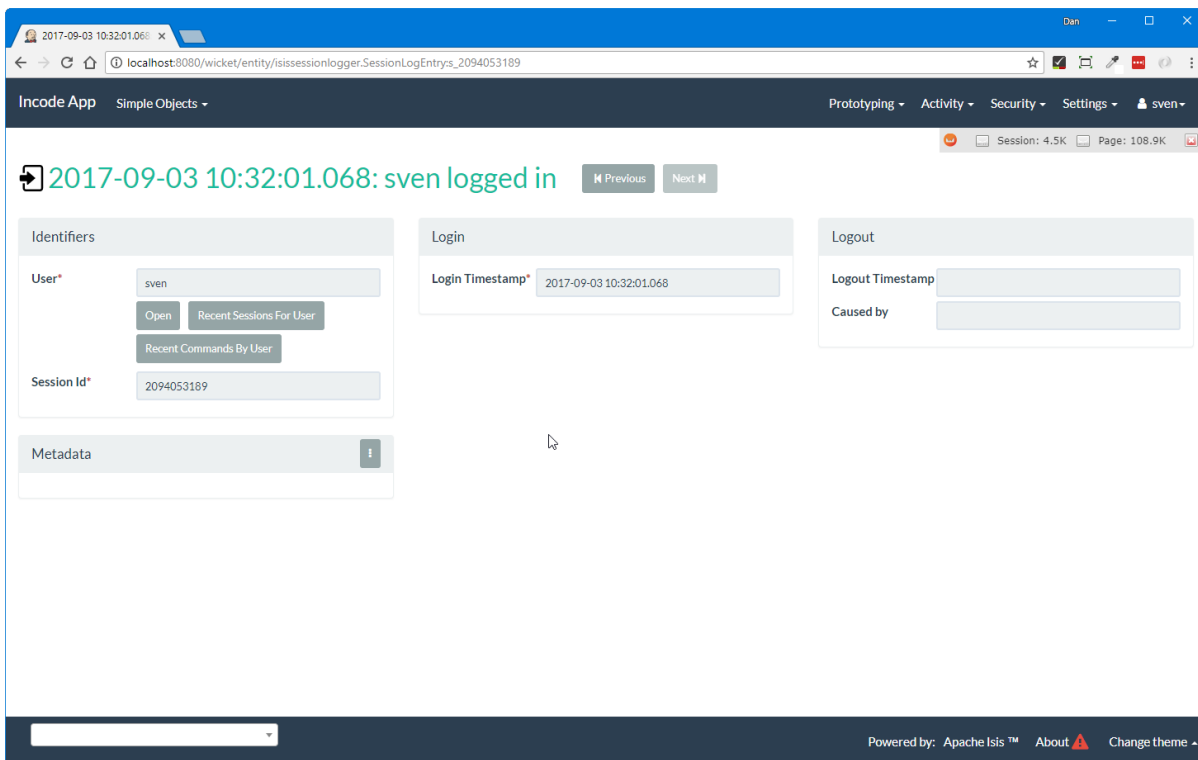 Dan
2017-09-03 10:32:01.068
localhost:8080/wicket/entity/isissessionlogger.SessionLogEntry:s_2094053189
Incode App Simple Objects Prototyping Activity Security Settings sven
Session: 4.5K Page: 108.9K
2017-09-03 10:32:01.068: sven logged in Previous Next
Identifiers Login Logout
User* sven Login Timestamp* 2017-09-03 10:32:01.068 Logout Timestamp
Open Recent Sessions For User Caused by
Recent Commands By User
Session Id* 2094053189
Metadata
Powered by: Apache Isis ™ About Change theme